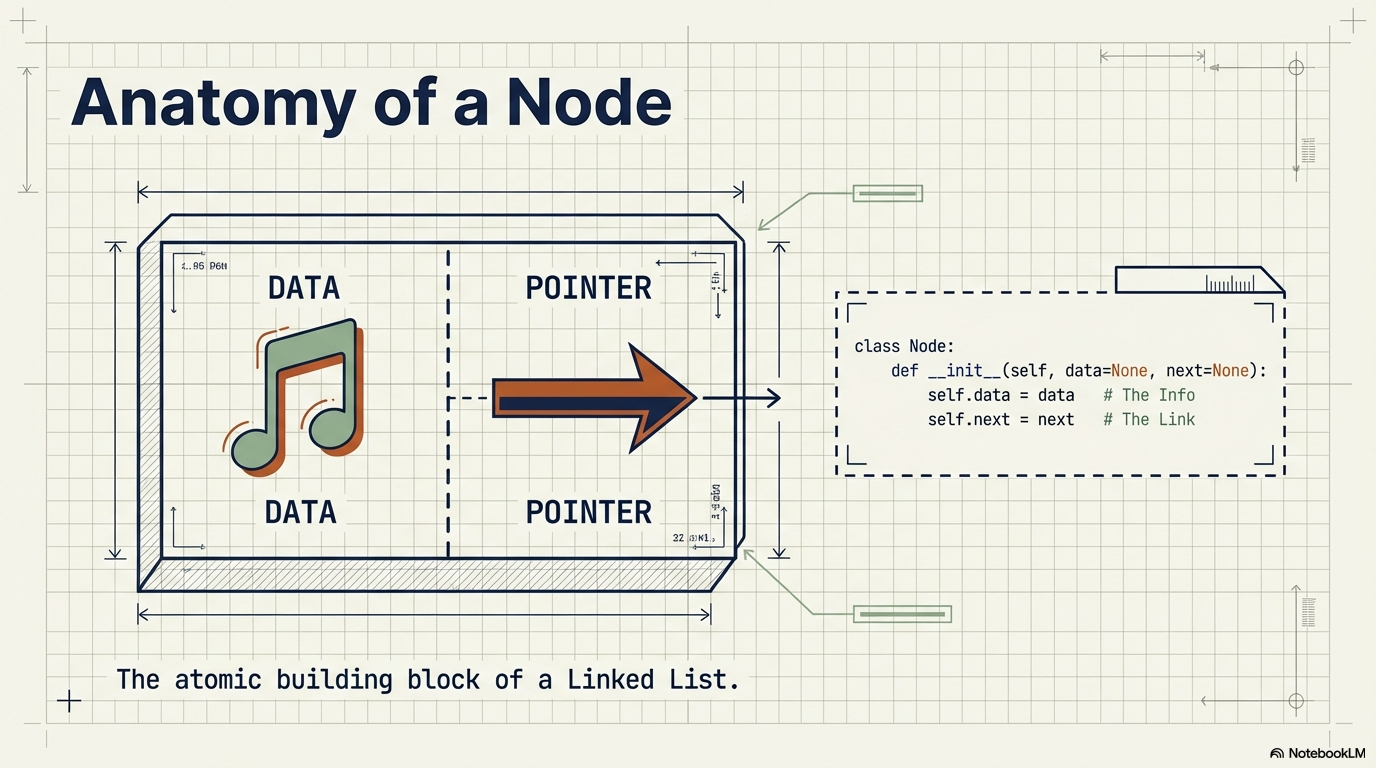 Anatomy of a Node
DATA
POINTER
DATA
POINTER
class Node:
    def __init__(self, data=None, next=None):
        self.data = data   # The Info
        self.next = next   # The Link
The atomic building block of a Linked List.
NotebookLM